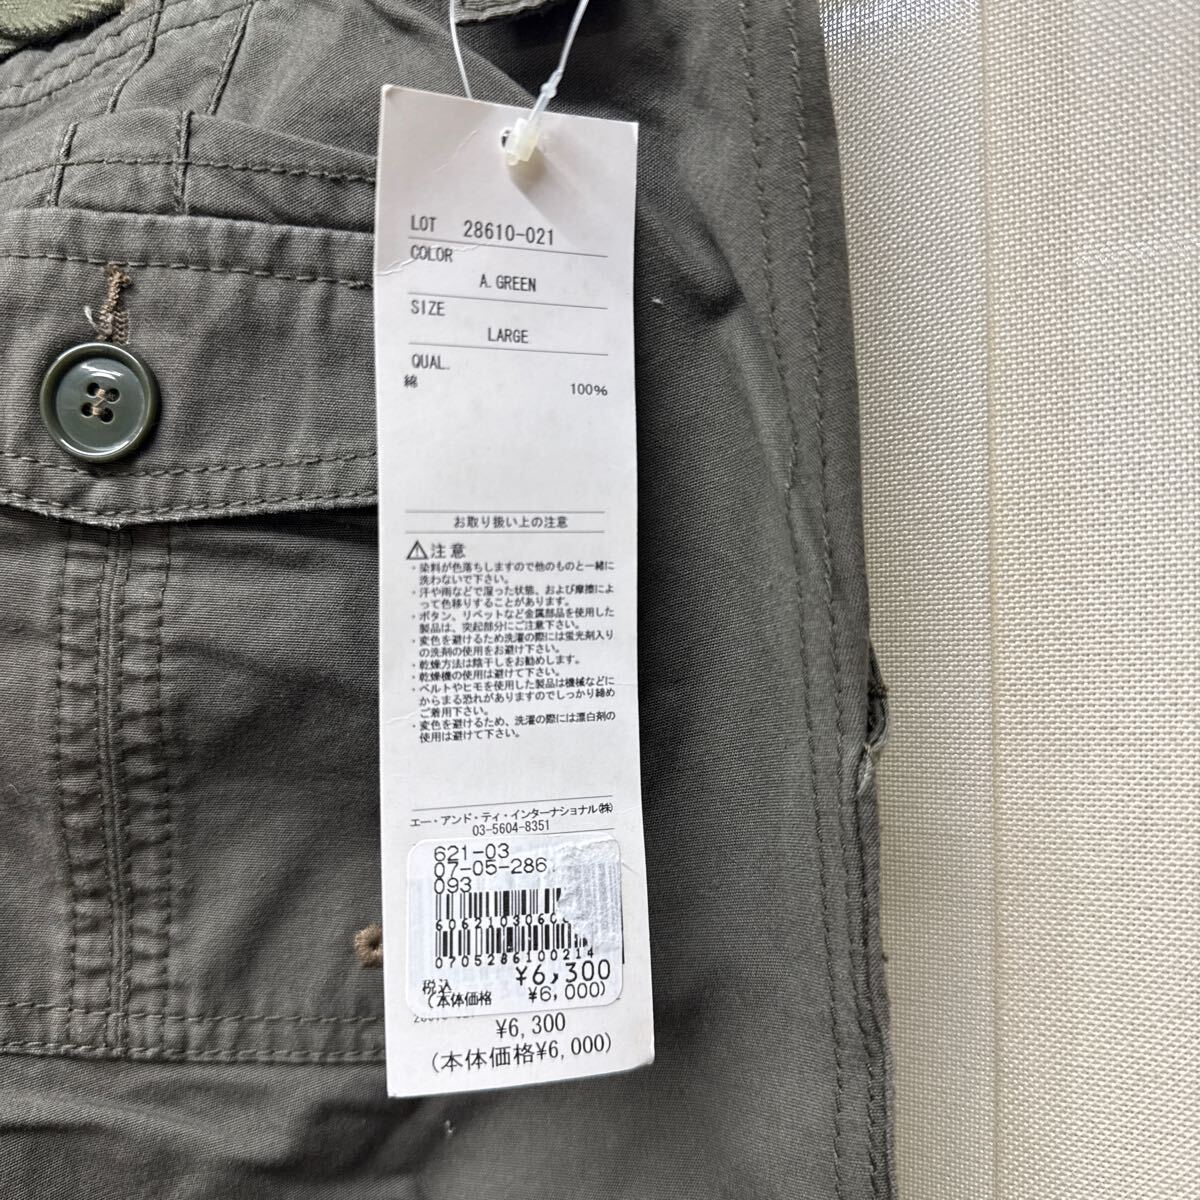 LOT 28610-021
COLOR
A.GREEN
SIZE
LARGE
QUAL.
綿 100%
お取り扱い上の注意
注意
・染料が色落ちしますので他のものと一緒に
洗わないで下さい。
・汗や雨などで湿った状態、および摩擦によ
って色移りすることがあります。
・ボタン、リベットなど金属部品を使用した
製品は、突起部分にご注意下さい。
・変色を避けるため洗濯の際には蛍光剤入り
の洗剤の使用をお避け下さい。
・乾燥方法は陰干しをお勧めします。
・乾燥機の使用は避けて下さい。
・ベルトやヒモを使用した製品は機械などに
からまる恐れがありますのでしっかり締め
ご着用下さい。
・変色を避けるため、洗濯の際には漂白剤の
使用は避けて下さい。
エー・アンド・ティ・インターナショナル㈱
03-5604-8351
621-03
07-05-286
093
606210306
0705286100214
¥6,300
税込
(本体価格 ¥6,000)
¥6,300
(本体価格¥6,000)